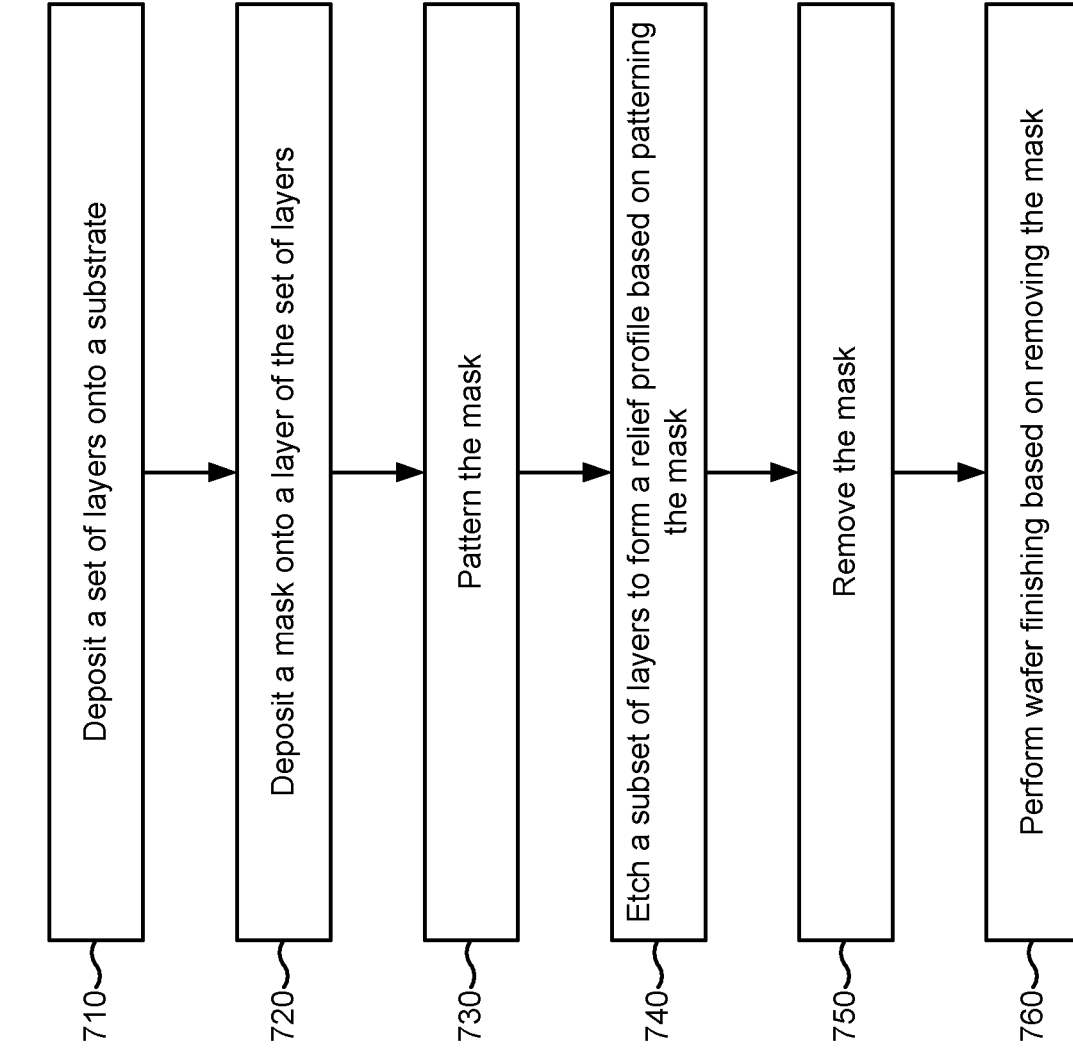 710
Deposit a set of layers onto a substrate
720
Deposit a mask onto a layer of the set of layers
730
Pattern the mask
740
Etch a subset of layers to form a relief profile based on patterning
the mask
750
Remove the mask
760
Perform wafer finishing based on removing the mask